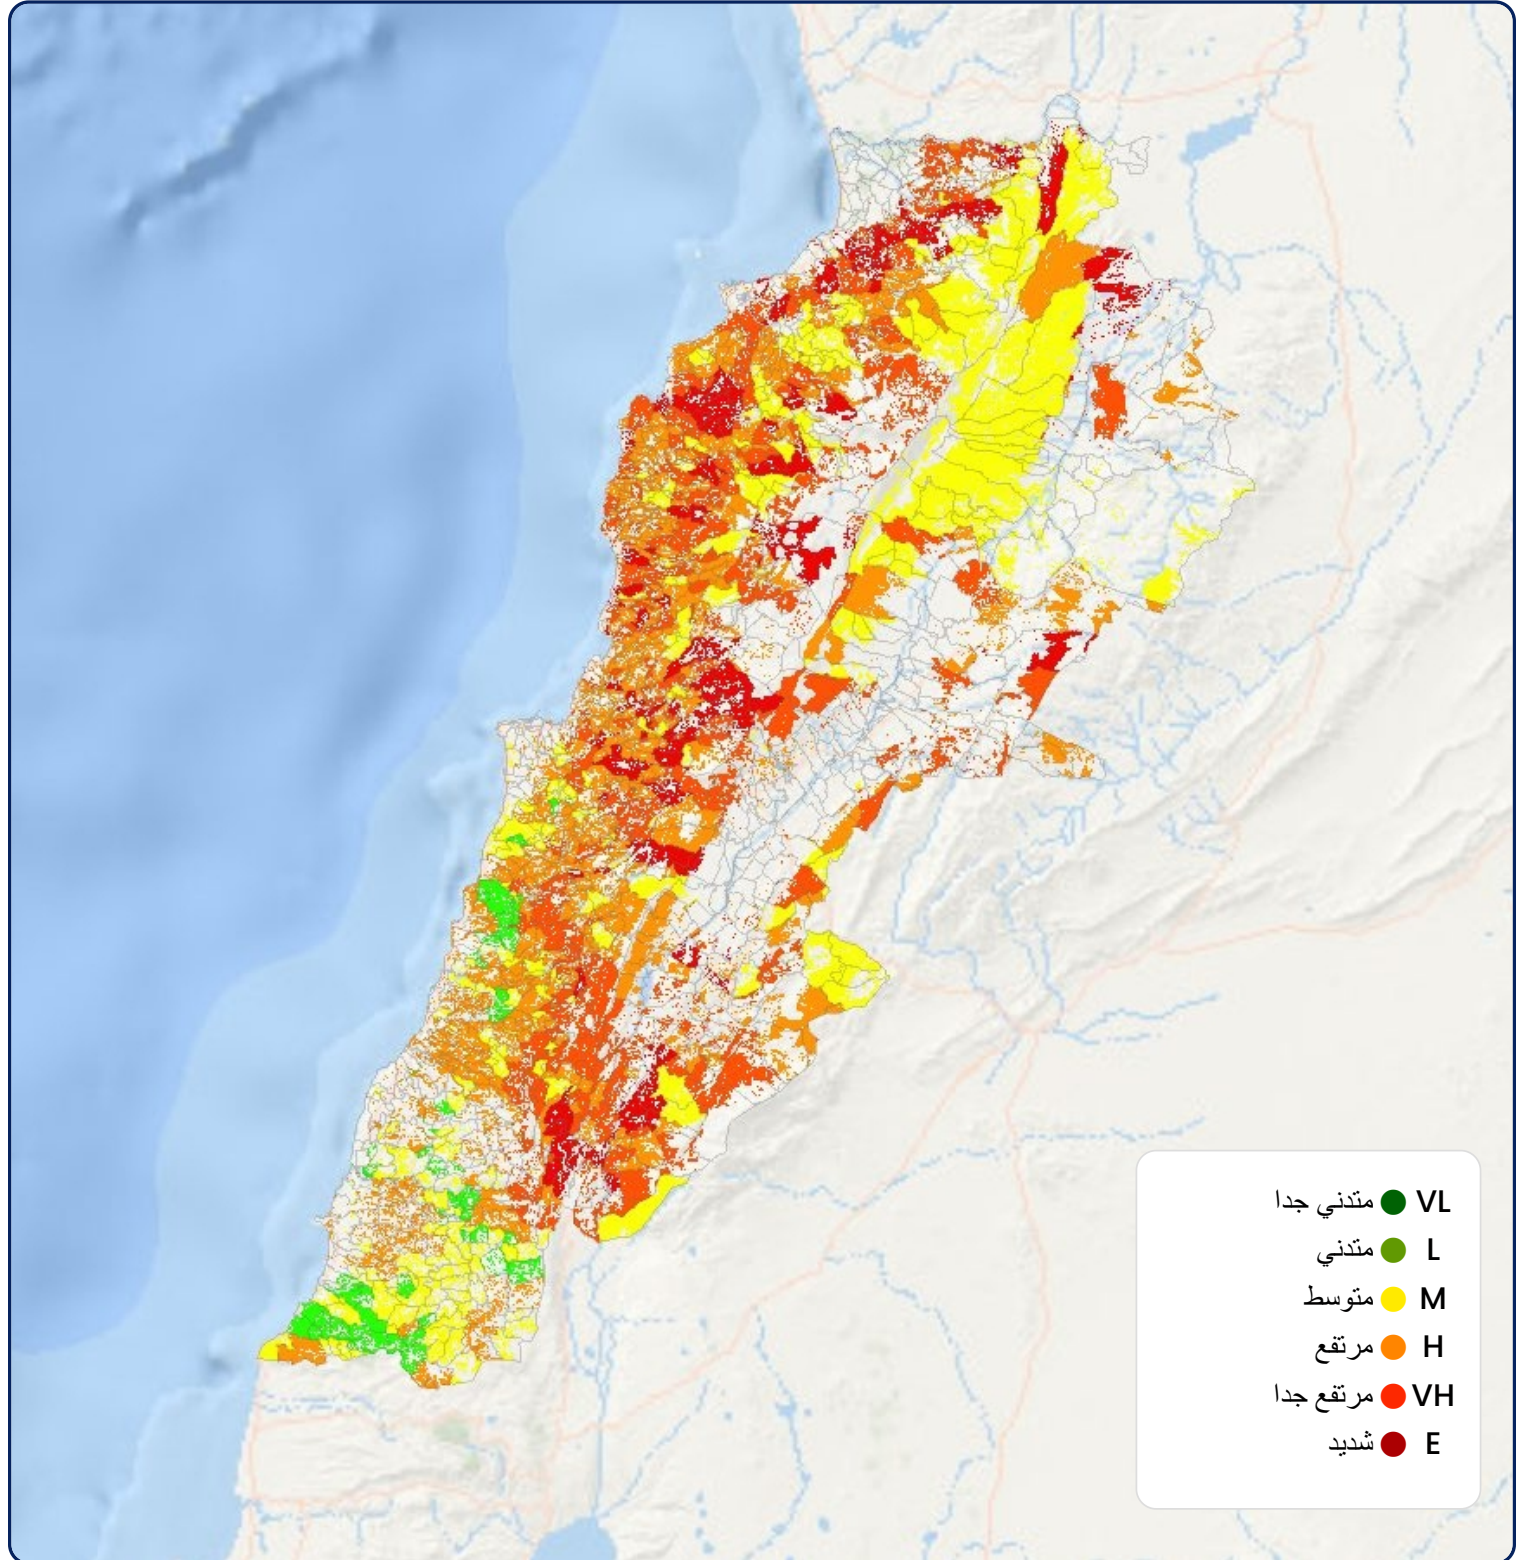 VL متدني جدا
L متدني
M متوسط
H مرتفع
VH مرتفع جدا
E شديد